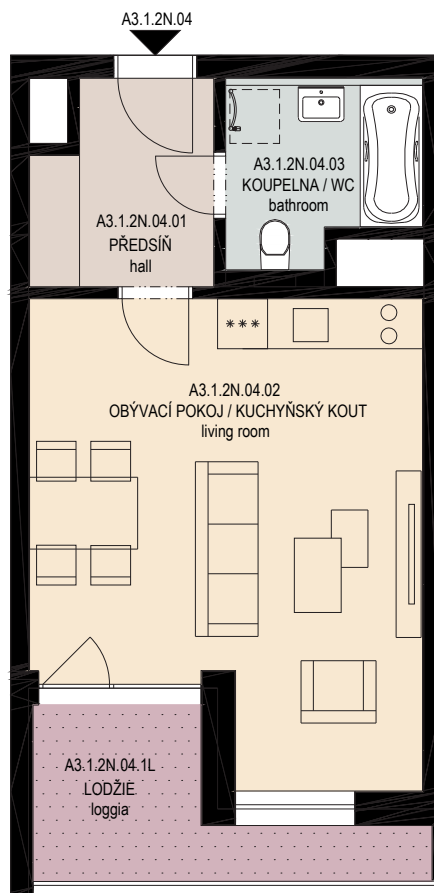 A3.1.2N.04
A3.1.2N.04.03
KOUPELNA / WC
bathroom
A3.1.2N.04.01
PŘEDSÍŇ
hall
A3.1.2N.04.02
OBÝVACÍ POKOJ / KUCHYŇSKÝ KOUT
living room
A3.1.2N.04.1L
LODŽIE
loggia